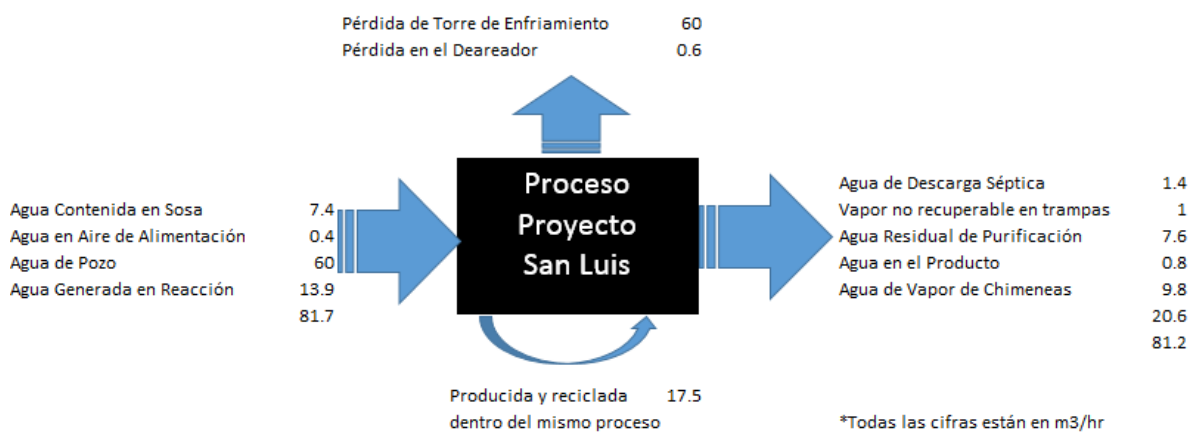 Pérdida de Torre de Enfriamiento 60
Pérdida en el Deareador 0.6
Agua Contenida en Sosa 7.4
Agua en Aire de Alimentación 0.4
Agua de Pozo 60
Agua Generada en Reacción 13.9
81.7
Proceso
Proyecto
San Luis
Agua de Descarga Séptica 1.4
Vapor no recuperable en trampas 1
Agua Residual de Purificación 7.6
Agua en el Producto 0.8
Agua de Vapor de Chimeneas 9.8
20.6
81.2
Producida y reciclada 17.5
dentro del mismo proceso
*Todas las cifras están en m3/hr